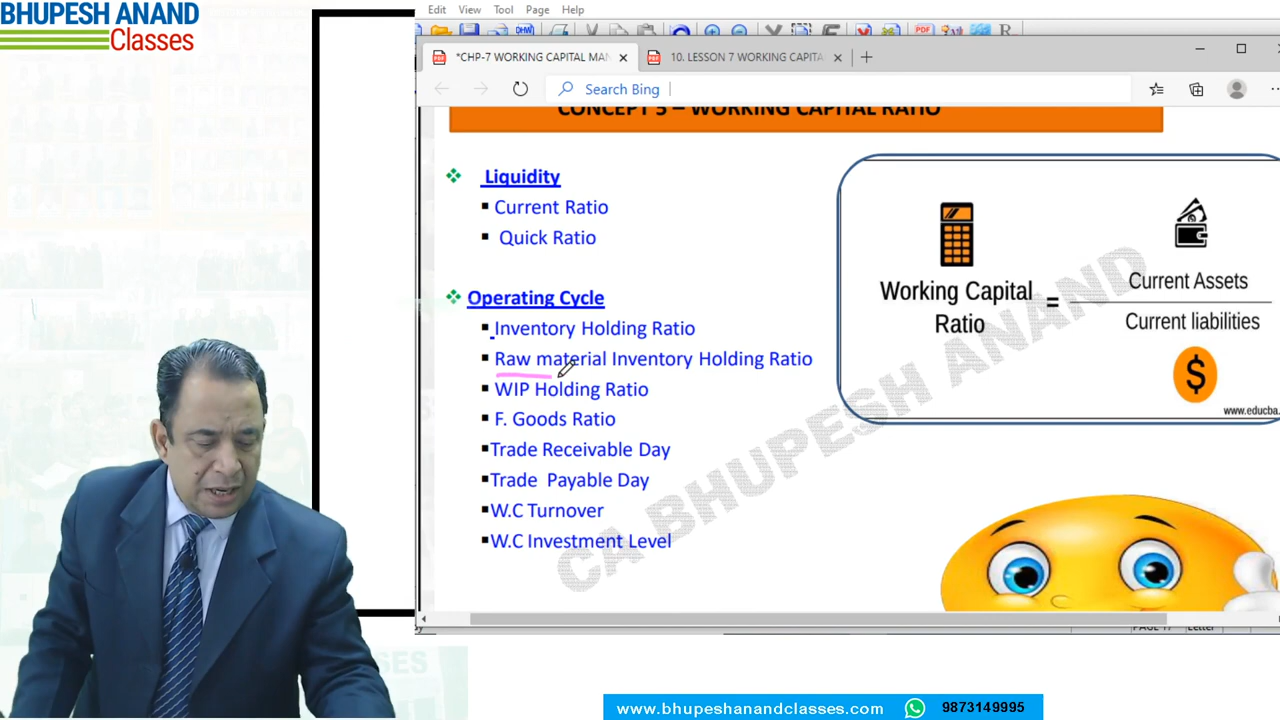 BHUPESH ANAND
Classes
Edit View Tool Page Help
*CHP-7 WORKING CAPITAL MAN
10. LESSON 7 WORKING CAPITA
Search Bing
CONCEPT 5 – WORKING CAPITAL RATIO
Liquidity
Current Ratio
Quick Ratio
Operating Cycle
Inventory Holding Ratio
Raw material Inventory Holding Ratio
WIP Holding Ratio
F. Goods Ratio
Trade Receivable Day
Trade Payable Day
W.C Turnover
W.C Investment Level
Working Capital
Ratio
=
Current Assets
Current liabilities
$
www.educba.
CA BHUPESH ANAND
www.bhupeshanandclasses.com
9873149995